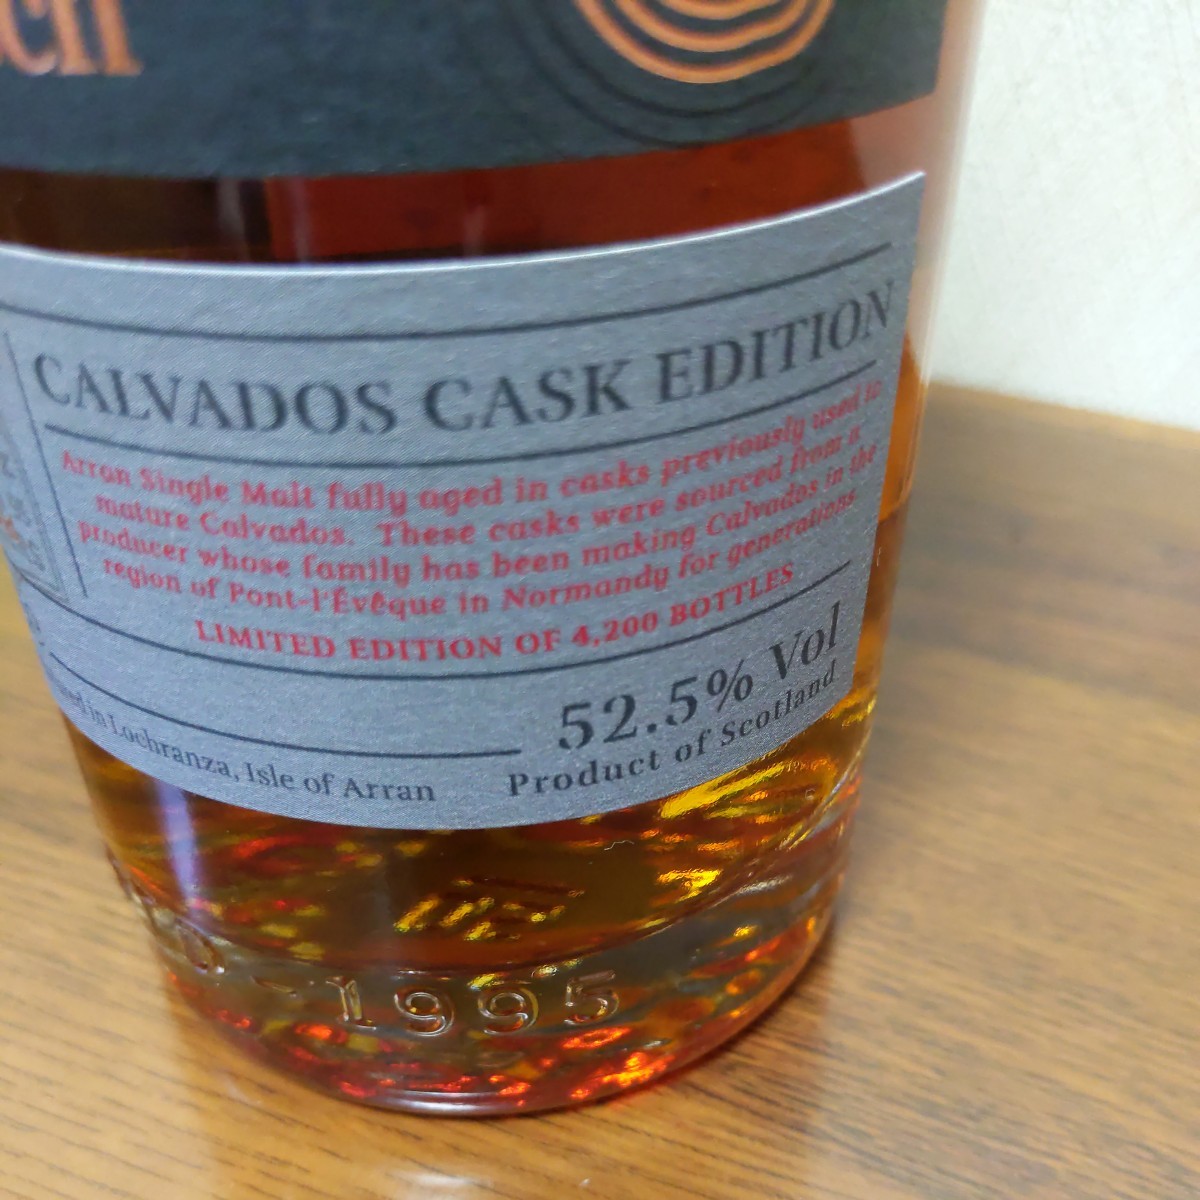 CALVADOS CASK EDITION
Arran Single Malt fully aged in casks previously used to
mature Calvados. These casks were sourced from a
producer whose family has been making Calvados in the
region of Pont-l'Évêque in Normandy for generations.
LIMITED EDITION OF 4,200 BOTTLES
52.5% Vol
Product of Scotland
in Lochranza, Isle of Arran
1995